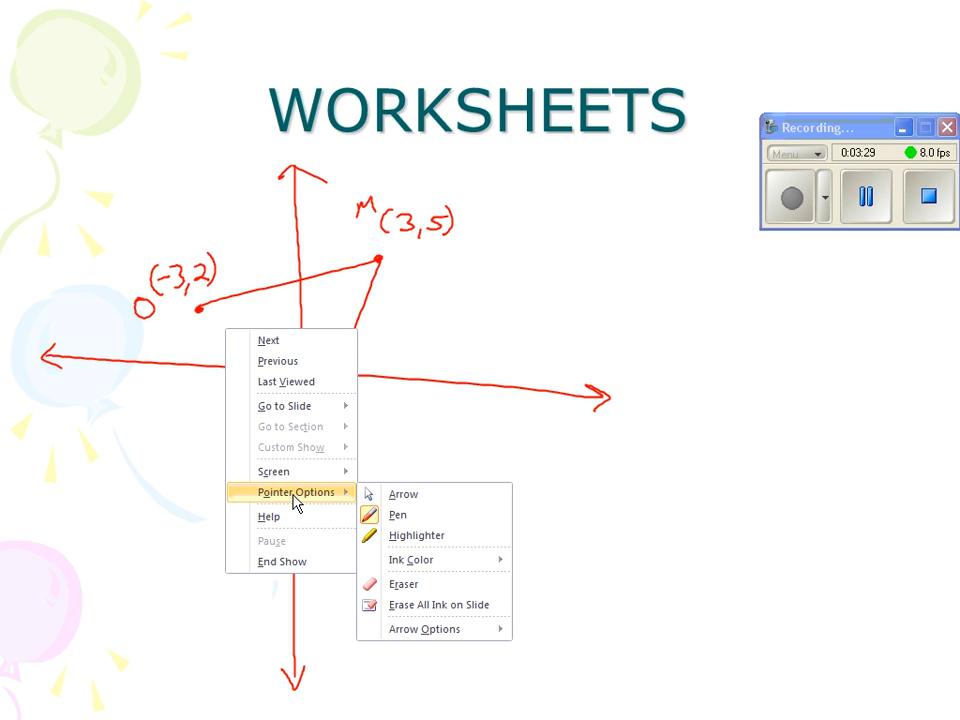 WORKSHEETS
Recording...
Menu
0:03:29
8.0 fps
M (3,5)
(-3,2)
O
Next
Previous
Last Viewed
Go to Slide
Go to Section
Custom Show
Screen
Pointer Options
Help
Pause
End Show
Arrow
Pen
Highlighter
Ink Color
Eraser
Erase All Ink on Slide
Arrow Options